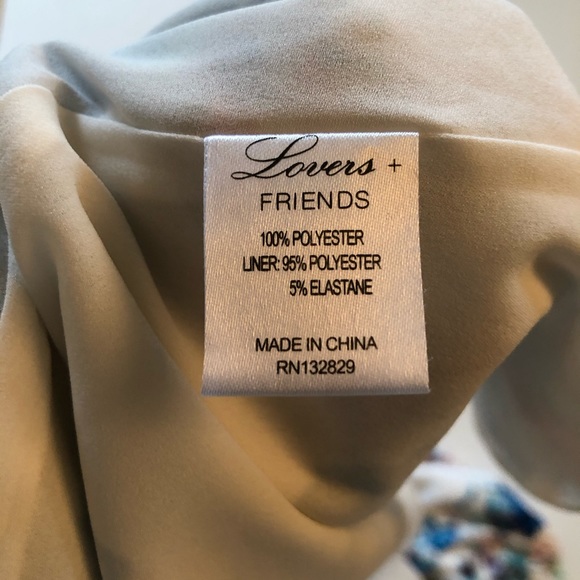 Lovers +
FRIENDS
100% POLYESTER
LINER: 95% POLYESTER
5% ELASTANE
MADE IN CHINA
RN132829